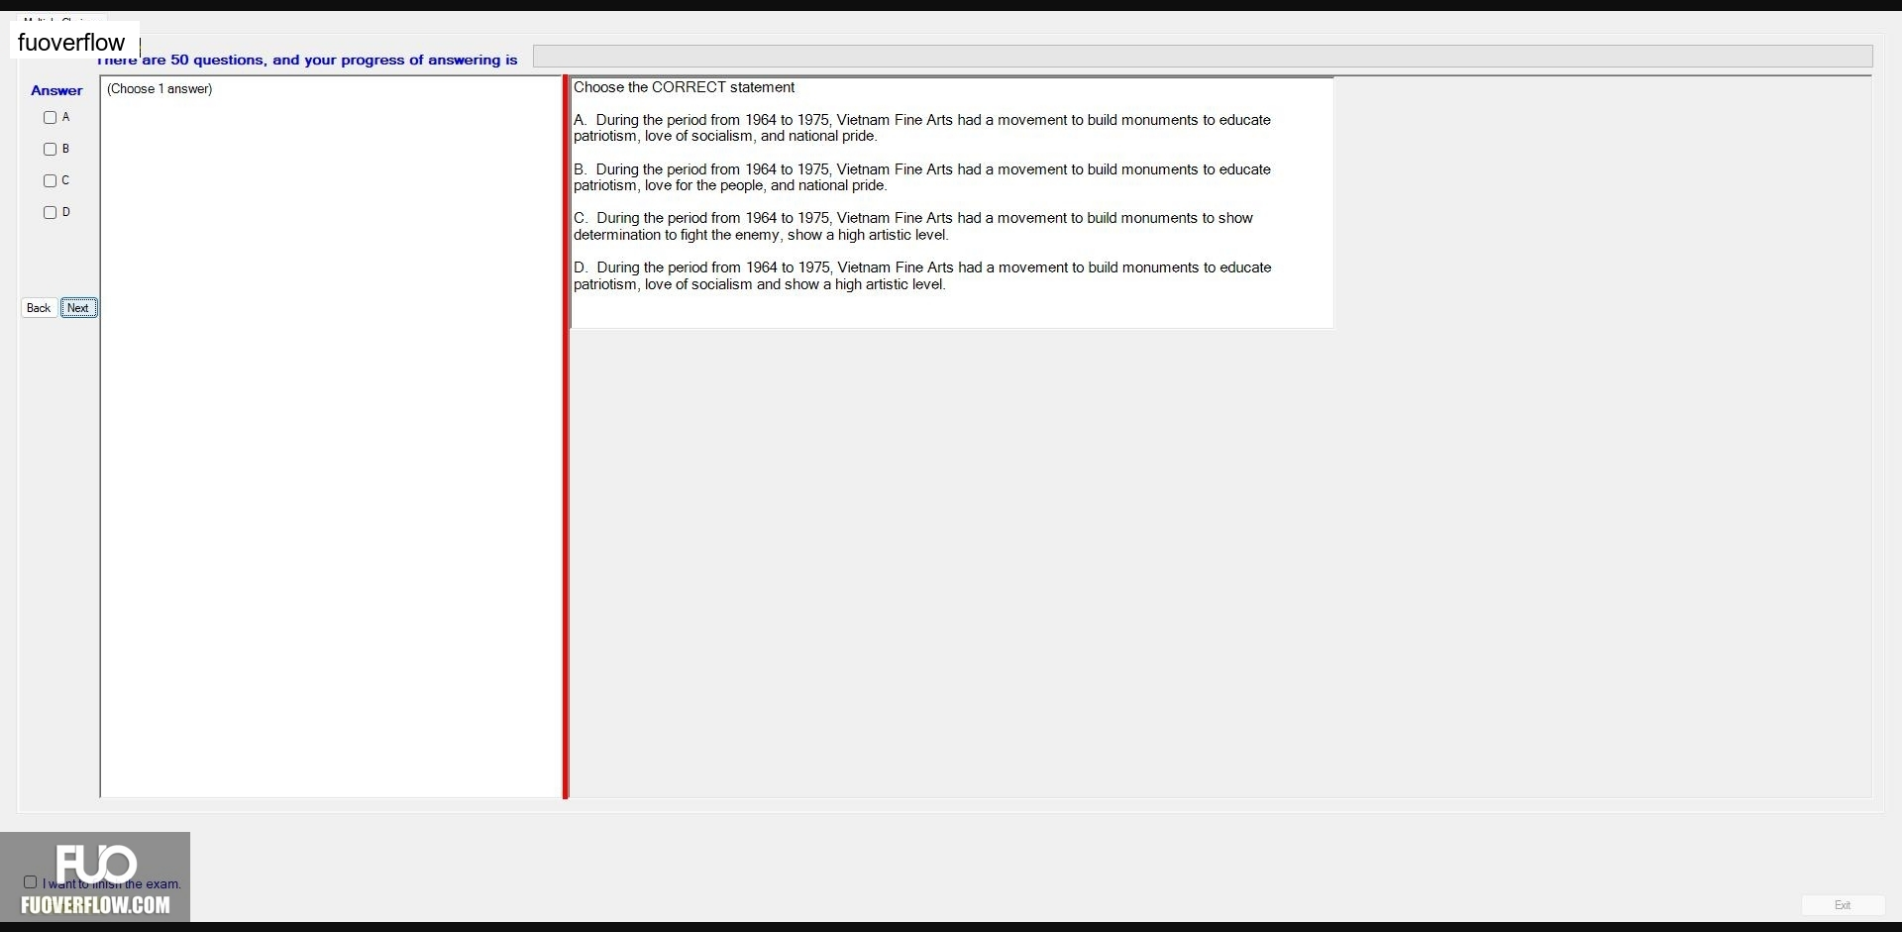 fuoverflow
There are 50 questions, and your progress of answering is
Answer
A
B
C
D
Back Next
(Choose 1 answer)
Choose the CORRECT statement
A. During the period from 1964 to 1975, Vietnam Fine Arts had a movement to build monuments to educate
patriotism, love of socialism, and national pride.
B. During the period from 1964 to 1975, Vietnam Fine Arts had a movement to build monuments to educate
patriotism, love for the people, and national pride.
C. During the period from 1964 to 1975, Vietnam Fine Arts had a movement to build monuments to show
determination to fight the enemy, show a high artistic level.
D. During the period from 1964 to 1975, Vietnam Fine Arts had a movement to build monuments to educate
patriotism, love of socialism and show a high artistic level.
FUO
I want to finish the exam.
FUOVERFLOW.COM
Exit